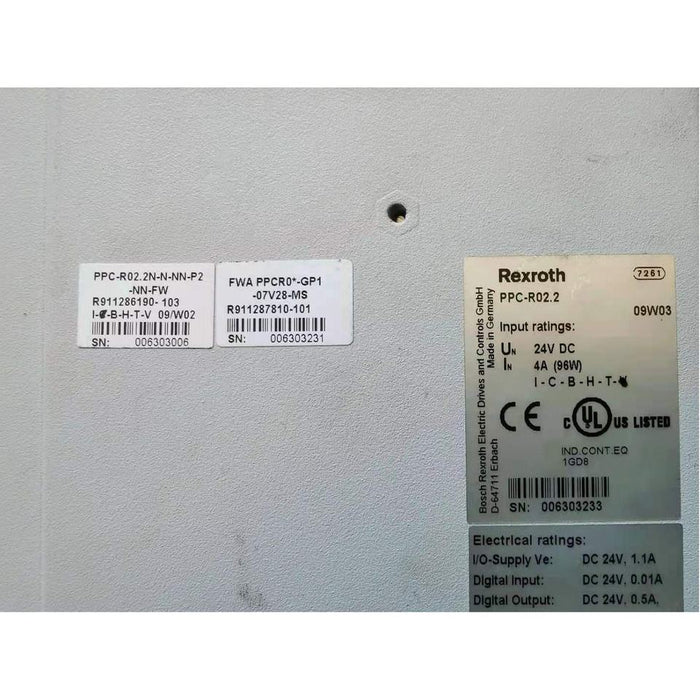 PPC-R02.2N-N-NN-P2
-NN-FW
R911286190- 103
I- -B-H-T-V 09/W02
SN: 006303006
FWA PPCR0*-GP1
-07V28-MS
R911287810-101
SN: 006303231
Rexroth
7261
PPC-R02.2
09W03
Input ratings:
UN 24V DC
IN 4A (96W)
I-C-B-H-T-
CE
C UL US LISTED
IND.CONT.EQ
1GD8
SN: 006303233
Bosch Rexroth Electric Drives and Controls GmbH
D-64711 Erbach
Made in Germany
Electrical ratings:
I/O-Supply Ve: DC 24V, 1.1A
Digital Input: DC 24V, 0.01A
Digital Output: DC 24V, 0.5A,